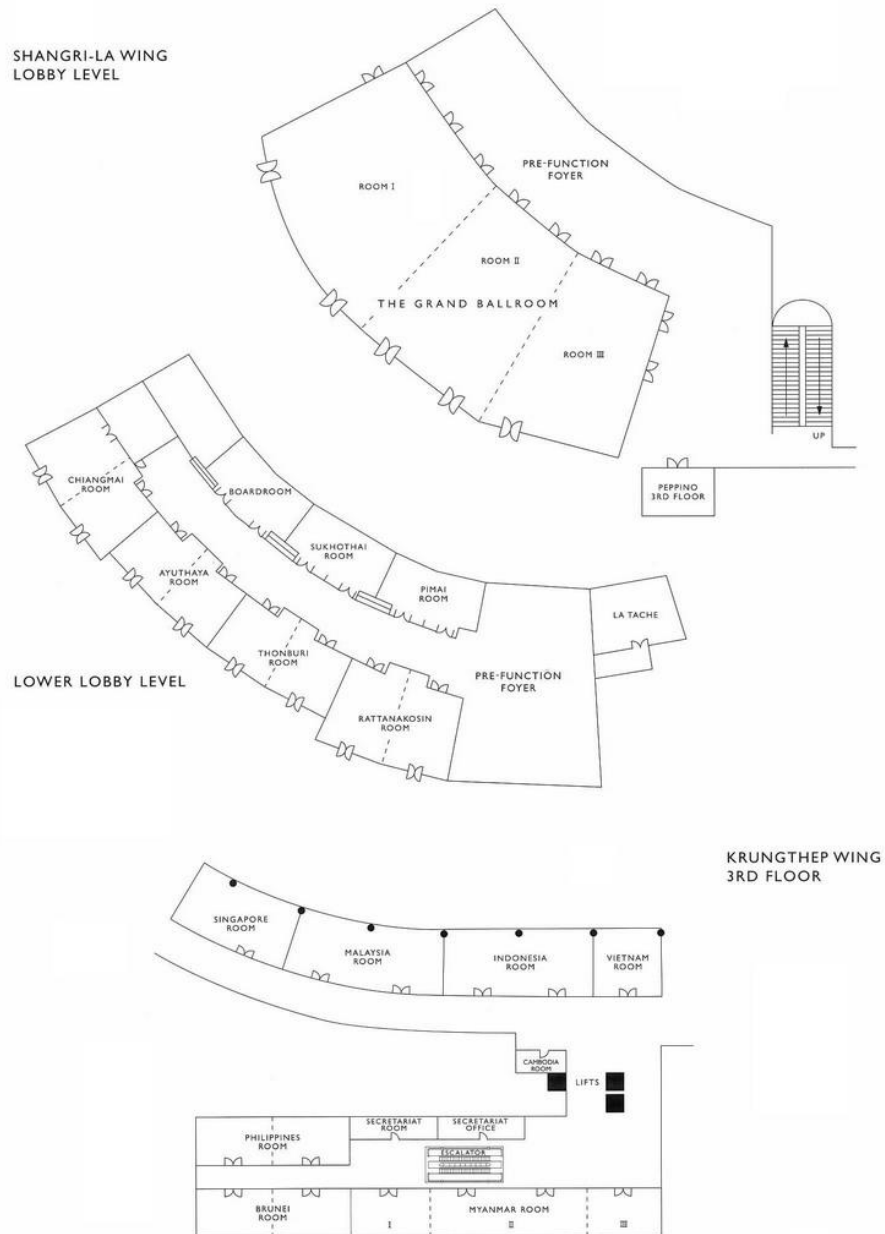 SHANGRI-LA WING
LOBBY LEVEL
PRE-FUNCTION
FOYER
ROOM I
ROOM II
THE GRAND BALLROOM
ROOM III
UP
PEPPINO
3RD FLOOR
CHIANGMAI
ROOM
BOARDROOM
SUKHOTHAI
ROOM
AYUTHAYA
ROOM
PIMAI
ROOM
LA TACHE
THONBURI
ROOM
LOWER LOBBY LEVEL
PRE-FUNCTION
FOYER
RATTANAKOSIN
ROOM
KRUNGTHEP WING
3RD FLOOR
SINGAPORE
ROOM
MALAYSIA
ROOM
INDONESIA
ROOM
VIETNAM
ROOM
CAMBODIA
ROOM
LIFTS
SECRETARIAT
ROOM
SECRETARIAT
OFFICE
PHILIPPINES
ROOM
ESCALATOR
BRUNEI
ROOM
MYANMAR ROOM
I
II
III